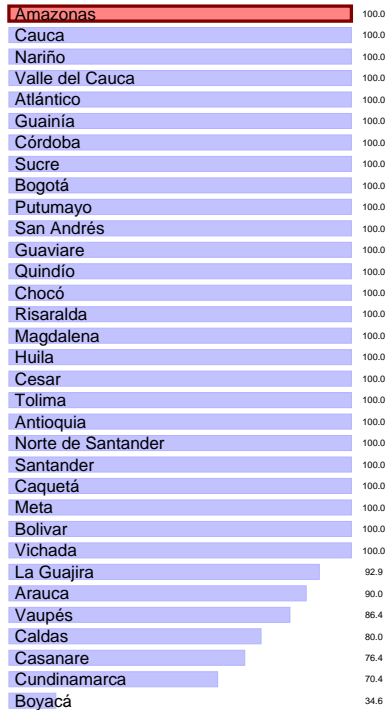 Amazonas 100.0
Cauca 100.0
Nariño 100.0
Valle del Cauca 100.0
Atlántico 100.0
Guainía 100.0
Córdoba 100.0
Sucre 100.0
Bogotá 100.0
Putumayo 100.0
San Andrés 100.0
Guaviare 100.0
Quindío 100.0
Chocó 100.0
Risaralda 100.0
Magdalena 100.0
Huila 100.0
Cesar 100.0
Tolima 100.0
Antioquia 100.0
Norte de Santander 100.0
Santander 100.0
Caquetá 100.0
Meta 100.0
Bolivar 100.0
Vichada 100.0
La Guajira 92.9
Arauca 90.0
Vaupés 86.4
Caldas 80.0
Casanare 76.4
Cundinamarca 70.4
Boyacá 34.6